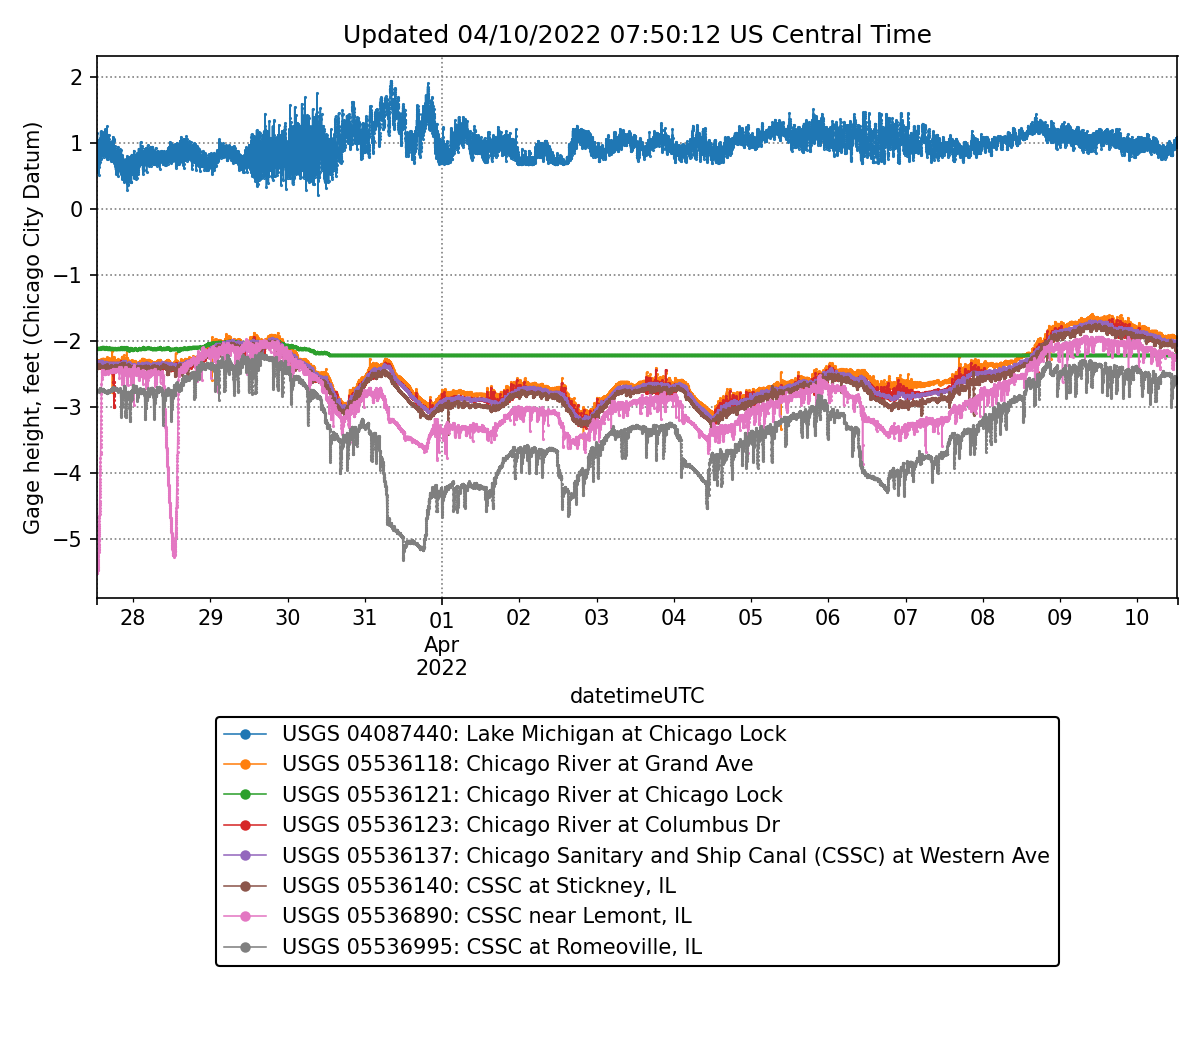 Updated 04/10/2022 07:50:12 US Central Time
Gage height, feet (Chicago City Datum)
2
1
0
−1
−2
−3
−4
−5
28
29
30
31
01
Apr
2022
02
03
04
05
06
07
08
09
10
datetimeUTC
USGS 04087440: Lake Michigan at Chicago Lock
USGS 05536118: Chicago River at Grand Ave
USGS 05536121: Chicago River at Chicago Lock
USGS 05536123: Chicago River at Columbus Dr
USGS 05536137: Chicago Sanitary and Ship Canal (CSSC) at Western Ave
USGS 05536140: CSSC at Stickney, IL
USGS 05536890: CSSC near Lemont, IL
USGS 05536995: CSSC at Romeoville, IL